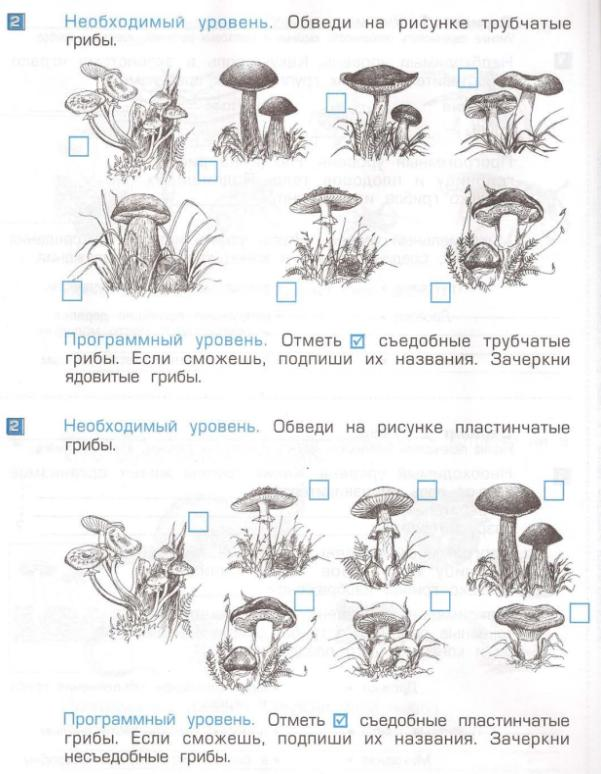 2 Необходимый уровень. Обведи на рисунке трубчатые
грибы.
Программный уровень. Отметь ☑ съедобные трубчатые
грибы. Если сможешь, подпиши их названия. Зачеркни
ядовитые грибы.
2 Необходимый уровень. Обведи на рисунке пластинчатые
грибы.
Программный уровень. Отметь ☑ съедобные пластинчатые
грибы. Если сможешь, подпиши их названия. Зачеркни
несъедобные грибы.